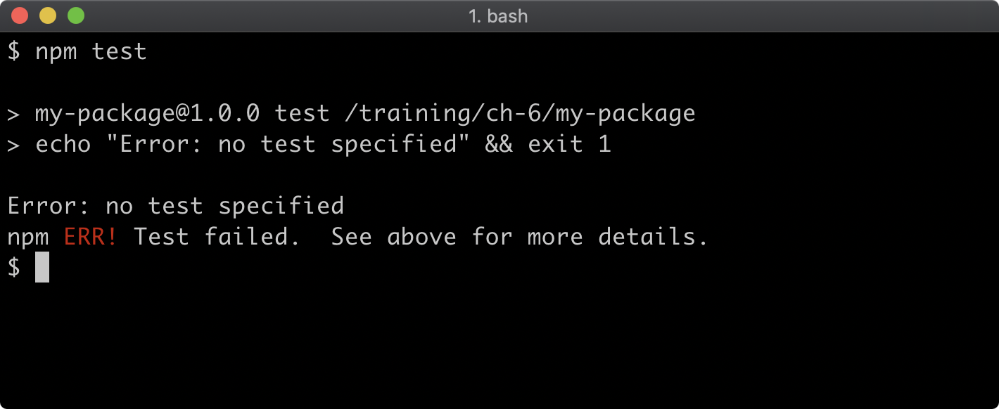 1. bash
$ npm test
> my-package@1.0.0 test /training/ch-6/my-package
> echo "Error: no test specified" && exit 1
Error: no test specified
npm ERR! Test failed.  See above for more details.
$